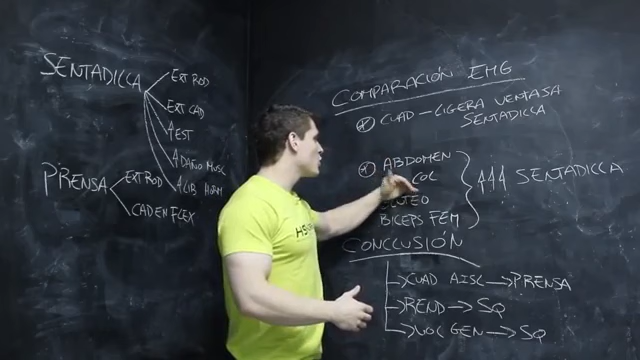 SENTADILLA
EXT ROD
EXT CAD
↑ EST
↑ DAÑO MUSC
↑ LIB HORM
PRENSA
EXT ROD
CAD EN FLEX
COMPARACIÓN EMG
* CUAD – LIGERA VENTAJA
SENTADILLA
* ABDOMEN
COL
GLUTEO
BICEPS FEM
↑↑↑ SENTADILLA
CONCLUSIÓN
→ CUAD AISL → PRENSA
→ REND → SQ
→ VOL GEN → SQ